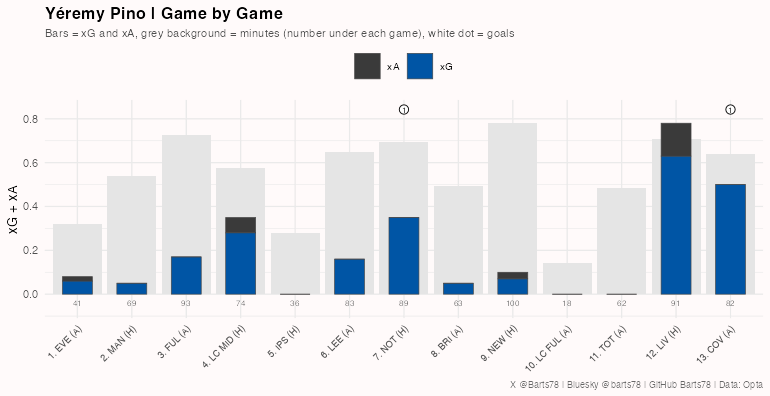 Yéremy Pino | Game by Game
Bars = xG and xA, grey background = minutes (number under each game), white dot = goals
xA xG
1 1
xG + xA
0.8
0.6
0.4
0.2
0.0
41 69 93 74 36 83 89 63 100 18 62 91 82
1. EVE (A)
2. MAN (H)
3. FUL (A)
4. LC MID (H)
5. IPS (H)
6. LEE (A)
7. NOT (H)
8. BRI (A)
9. NEW (H)
10. LC FUL (A)
11. TOT (A)
12. LIV (H)
13. COV (A)
X @Barts78 | Bluesky @barts78 | GitHub Barts78 | Data: Opta